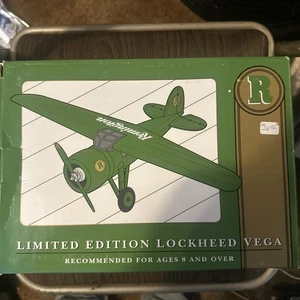 R
Remington
R
LIMITED EDITION LOCKHEED VEGA
RECOMMENDED FOR AGES 8 AND OVER